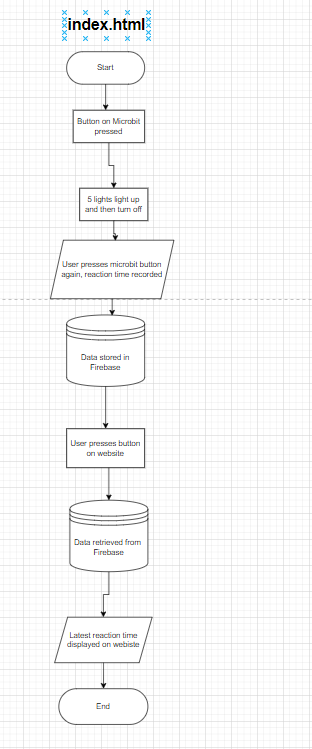 index.html
Start
Button on Microbit
pressed
5 lights light up
and then turn off
User presses microbit button
again, reaction time recorded
Data stored in
Firebase
User presses button
on website
Data retrieved from
Firebase
Latest reaction time
displayed on webiste
End